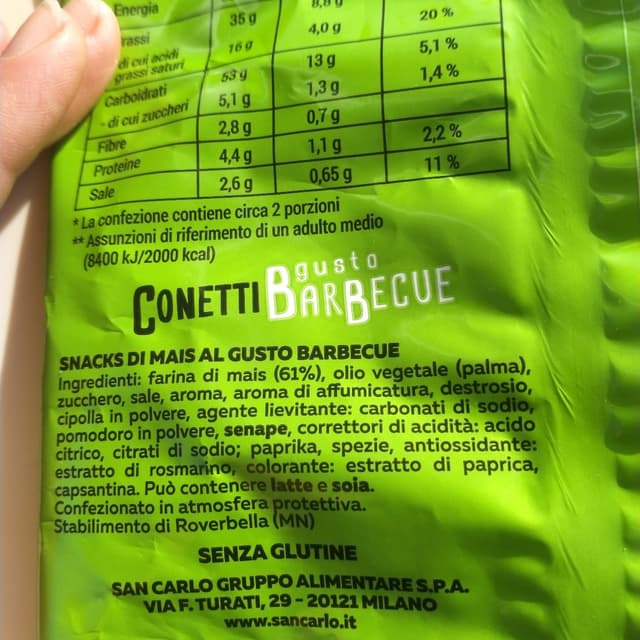 Energia 8,8 g 20 %
Grassi 35 g 4,0 g 5,1 %
di cui acidi
grassi saturi 16 g 13 g 1,4 %
Carboidrati 53 g 1,3 g
- di cui zuccheri 5,1 g 0,7 g
Fibre 2,8 g 1,1 g 2,2 %
Proteine 4,4 g 0,65 g 11 %
Sale 2,6 g
* La confezione contiene circa 2 porzioni
** Assunzioni di riferimento di un adulto medio
(8400 kJ/2000 kcal)
CONETTI gusto BARBECUE
SNACKS DI MAIS AL GUSTO BARBECUE
Ingredienti: farina di mais (61%), olio vegetale (palma),
zucchero, sale, aroma, aroma di affumicatura, destrosio,
cipolla in polvere, agente lievitante: carbonati di sodio,
pomodoro in polvere, senape, correttori di acidità: acido
citrico, citrati di sodio; paprika, spezie, antiossidante:
estratto di rosmarino; colorante: estratto di paprica,
capsantina. Può contenere latte e soia.
Confezionato in atmosfera protettiva.
Stabilimento di Roverbella (MN)
SENZA GLUTINE
SAN CARLO GRUPPO ALIMENTARE S.P.A.
VIA F. TURATI, 29 - 20121 MILANO
www.sancarlo.it